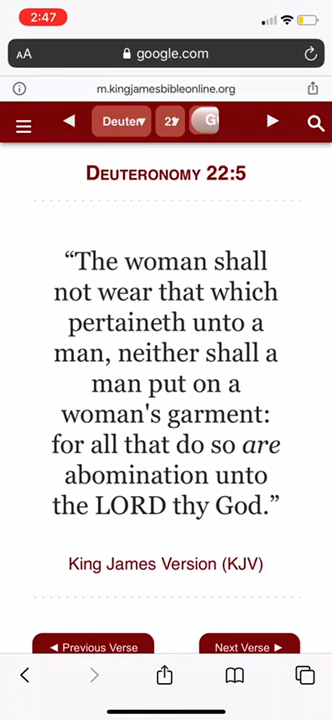 2:47
AA google.com
m.kingjamesbibleonline.org
Deuter 22 G
DEUTERONOMY 22:5
“The woman shall
not wear that which
pertaineth unto a
man, neither shall a
man put on a
woman's garment:
for all that do so are
abomination unto
the LORD thy God.”
King James Version (KJV)
◄ Previous Verse Next Verse ►